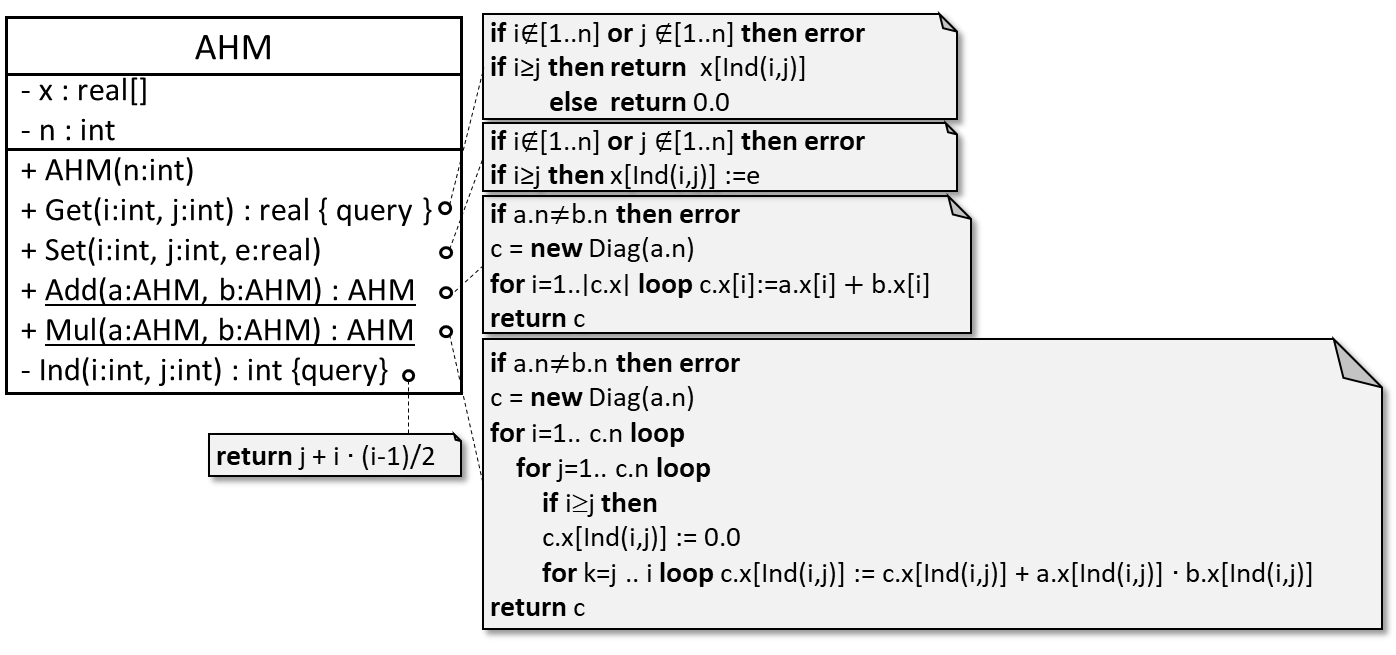 AHM
- x : real[]
- n : int
+ AHM(n:int)
+ Get(i:int, j:int) : real { query }
+ Set(i:int, j:int, e:real)
+ Add(a:AHM, b:AHM) : AHM
+ Mul(a:AHM, b:AHM) : AHM
- Ind(i:int, j:int) : int {query}
return j + i · (i-1)/2
if i∉[1..n] or j ∉[1..n] then error
if i≥j then return x[Ind(i,j)]
else return 0.0
if i∉[1..n] or j ∉[1..n] then error
if i≥j then x[Ind(i,j)] :=e
if a.n≠b.n then error
c = new Diag(a.n)
for i=1..|c.x| loop c.x[i]:=a.x[i] + b.x[i]
return c
if a.n≠b.n then error
c = new Diag(a.n)
for i=1.. c.n loop
for j=1.. c.n loop
if i≥j then
c.x[Ind(i,j)] := 0.0
for k=j .. i loop c.x[Ind(i,j)] := c.x[Ind(i,j)] + a.x[Ind(i,j)] · b.x[Ind(i,j)]
return c